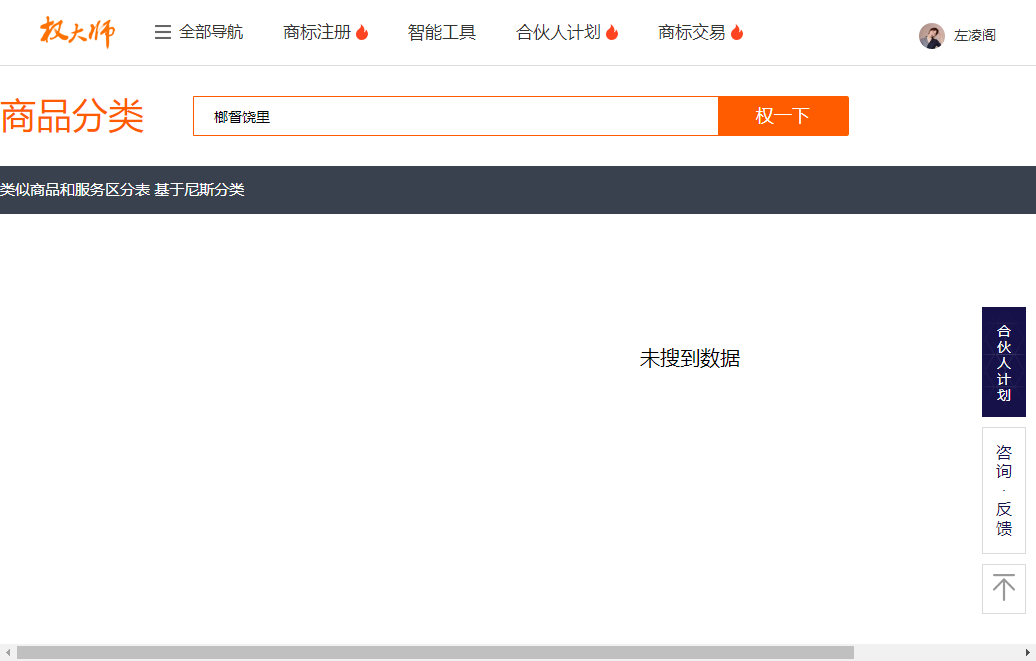 权大师
全部导航 商标注册 智能工具 合伙人计划 商标交易 左凌阁
商品分类
榔督饶里 权一下
类似商品和服务区分表 基于尼斯分类
未搜到数据
合伙人计划
咨询·反馈